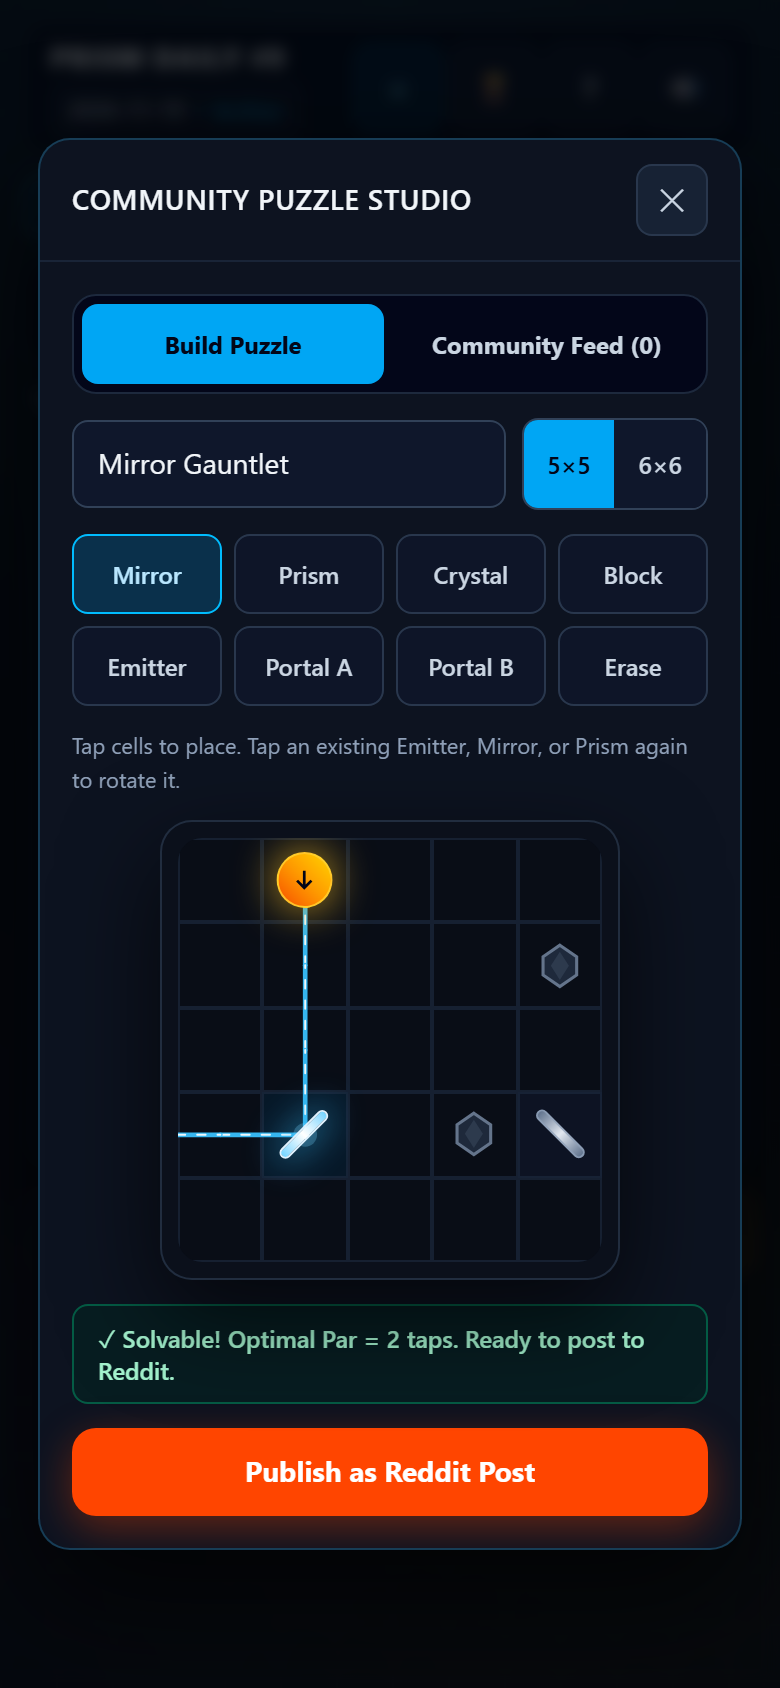 COMMUNITY PUZZLE STUDIO
Build Puzzle
Community Feed (0)
Mirror Gauntlet
5×5
6×6
Mirror
Prism
Crystal
Block
Emitter
Portal A
Portal B
Erase
Tap cells to place. Tap an existing Emitter, Mirror, or Prism again
to rotate it.
✓ Solvable! Optimal Par = 2 taps. Ready to post to
Reddit.
Publish as Reddit Post